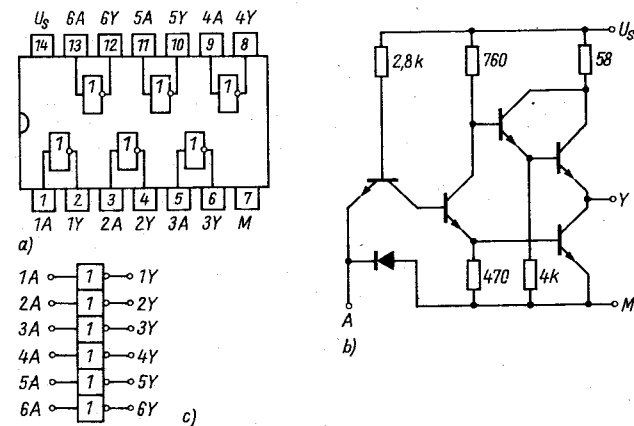 U_S 6A 6Y 5A 5Y 4A 4Y
14 13 12 11 10 9 8
1 1 1
1 1 1
1 2 3 4 5 6 7
1A 1Y 2A 2Y 3A 3Y M
a)
1A 1 1Y
2A 1 2Y
3A 1 3Y
4A 1 4Y
5A 1 5Y
6A 1 6Y
c)
U_S
2,8k 760 58
Y
470 4k
M
A
b)